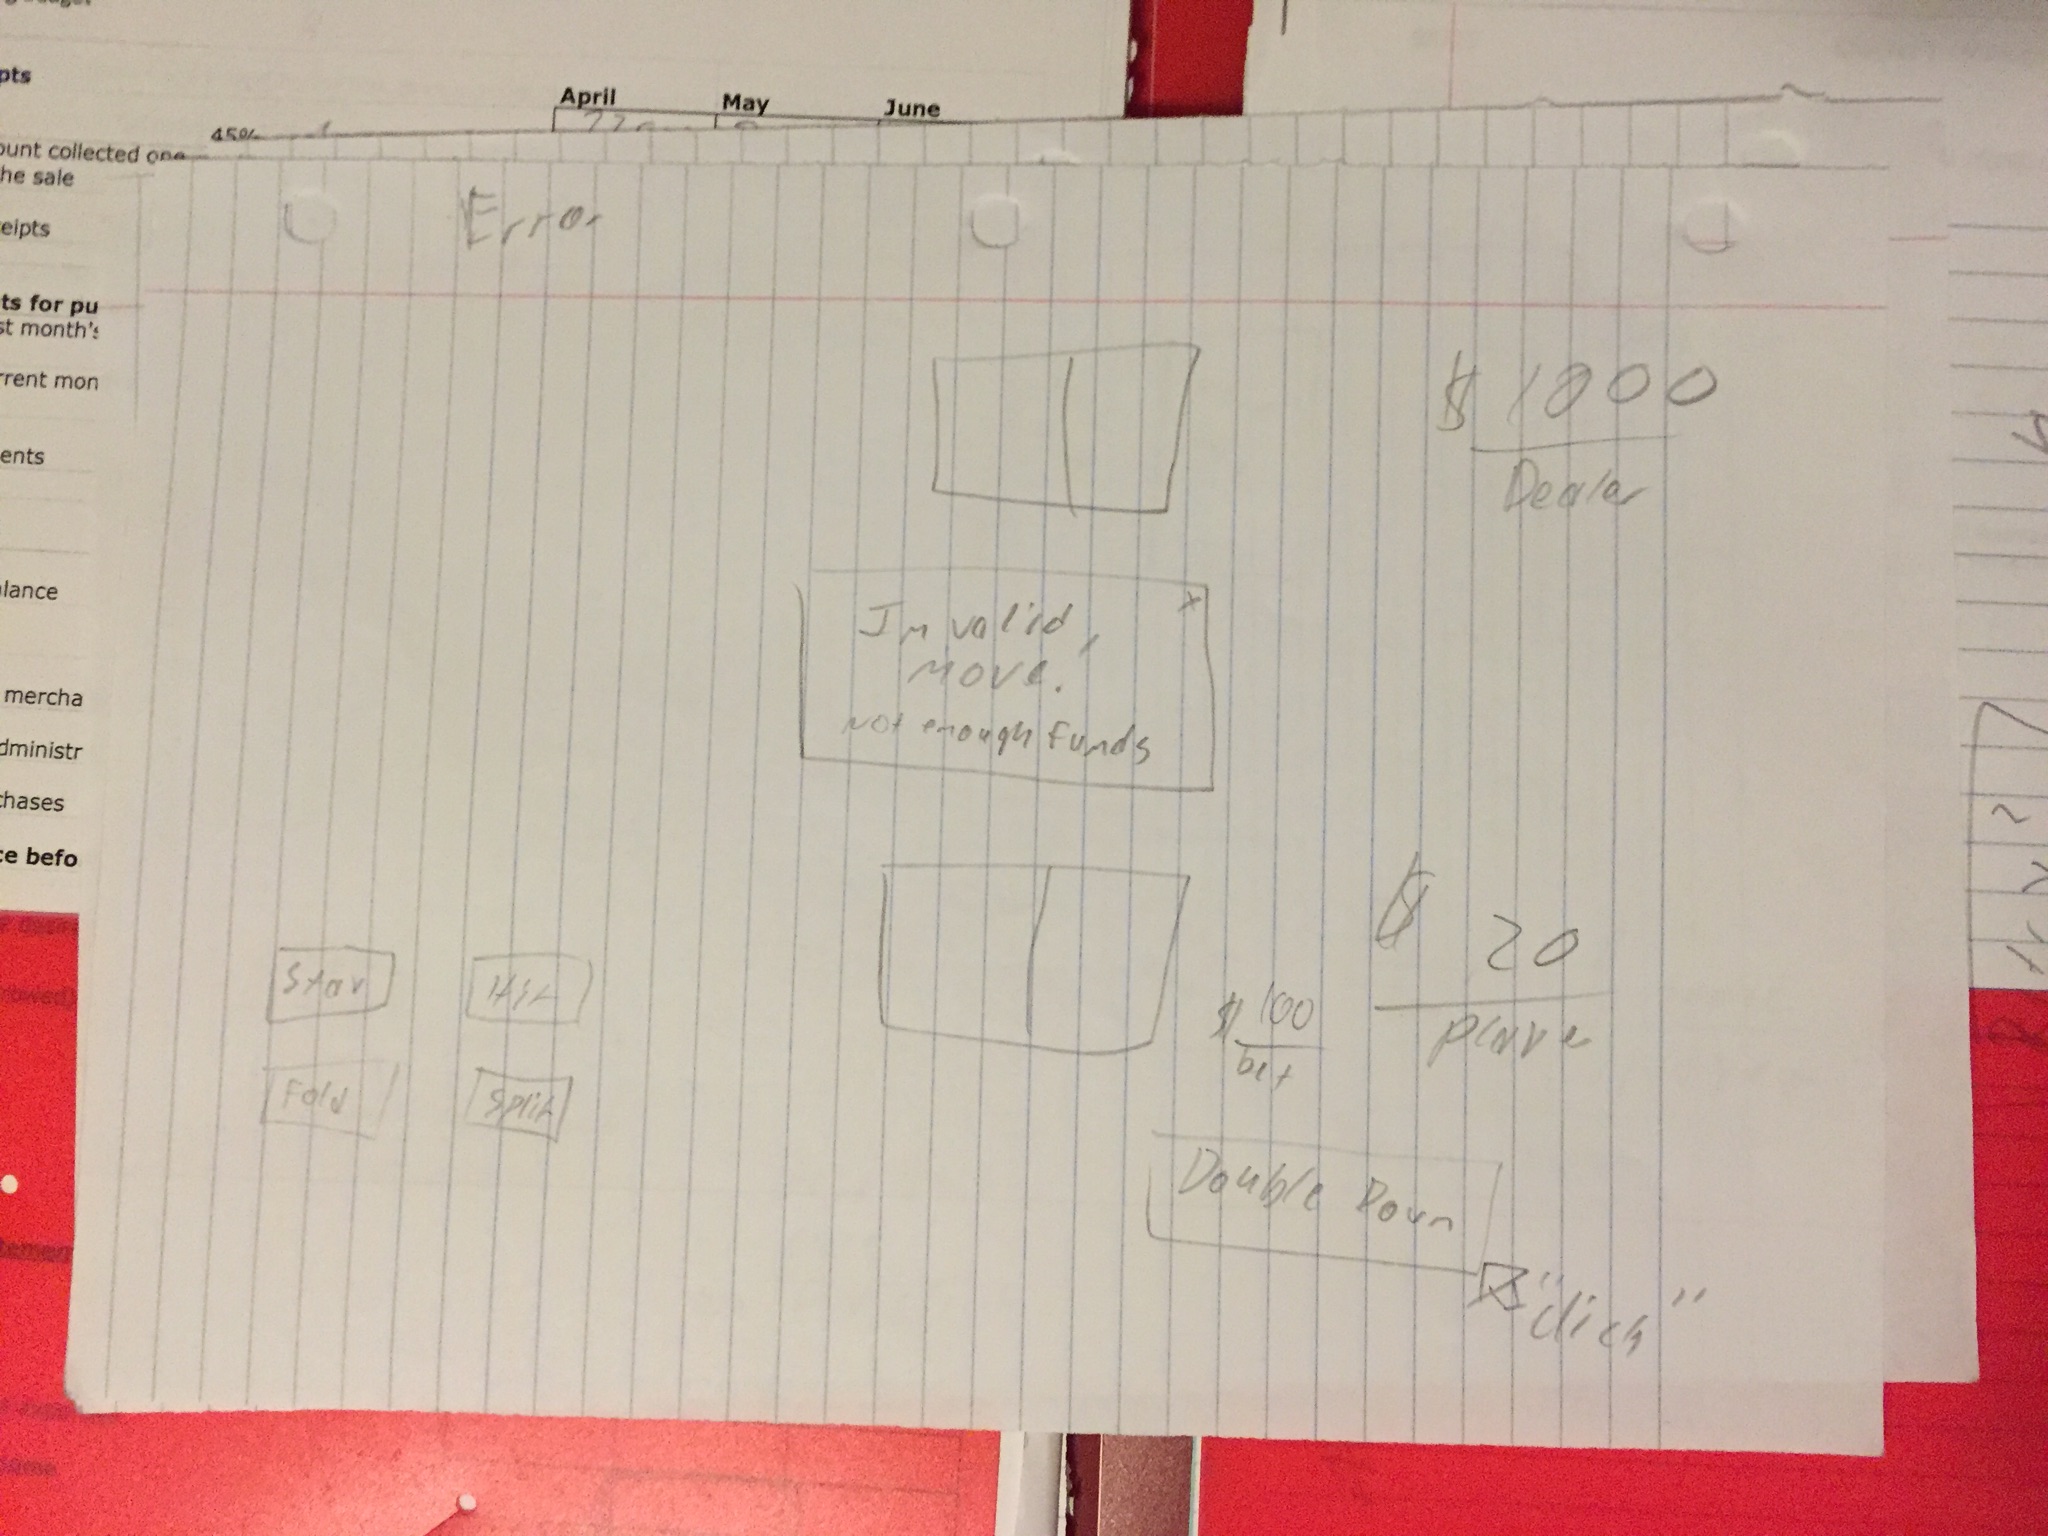 April May June
45%
pts
ount collected one
he sale
eipts
ts for pu
st month's
rrent mon
ents
lance
mercha
dministr
chases
ce befo
Error
$ 1000
Dealer
x
Invalid,
move!
not enough funds
$ 20
$ 100
bet
Stay Hit
Fold Split
Double Down
"click"